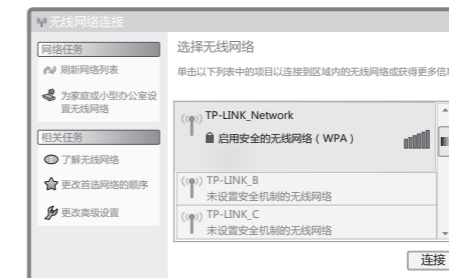 无线网络连接
网络任务
刷新网络列表
为家庭或小型办公室设
置无线网络
相关任务
了解无线网络
更改首选网络的顺序
更改高级设置
选择无线网络
单击以下列表中的项目以连接到区域内的无线网络或获得更多信
TP-LINK_Network
启用安全的无线网络（WPA）
TP-LINK_B
未设置安全机制的无线网络
TP-LINK_C
未设置安全机制的无线网络
连接